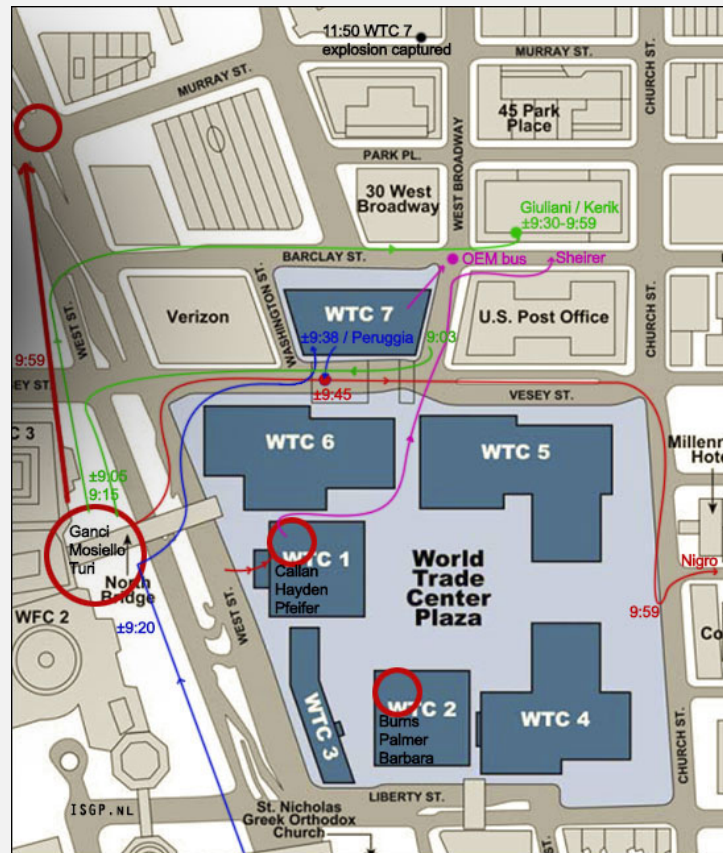 11:50 WTC 7
explosion captured
MURRAY ST.
CHURCH ST.
MURRAY ST.
45 Park
Place
WEST BROADWAY
PARK PL.
30 West
Broadway
Giuliani / Kerik
±9:30-9:59
BARCLAY ST.
OEM bus
Sheirer
WEST ST.
WASHINGTON ST.
Verizon
WTC 7
U.S. Post Office
CHURCH ST.
±9:38 / Peruggia
9:03
9:59
EY ST.
±9:45
VESEY ST.
C 3
WTC 6
WTC 5
Millenn
Hote
±9:05
9:15
Ganci
Mosiello
Turi
North
Bridge
WTC 1
Callan
Hayden
Pfeifer
World
Trade
Center
Plaza
Nigro
WEST ST.
9:59
WFC 2
±9:20
Co
WTC 3
WTC 2
Burns
Palmer
Barbara
WTC 4
CHURCH ST.
ISGP.NL
LIBERTY ST.
St. Nicholas
Greek Orthodox
Church
ST.